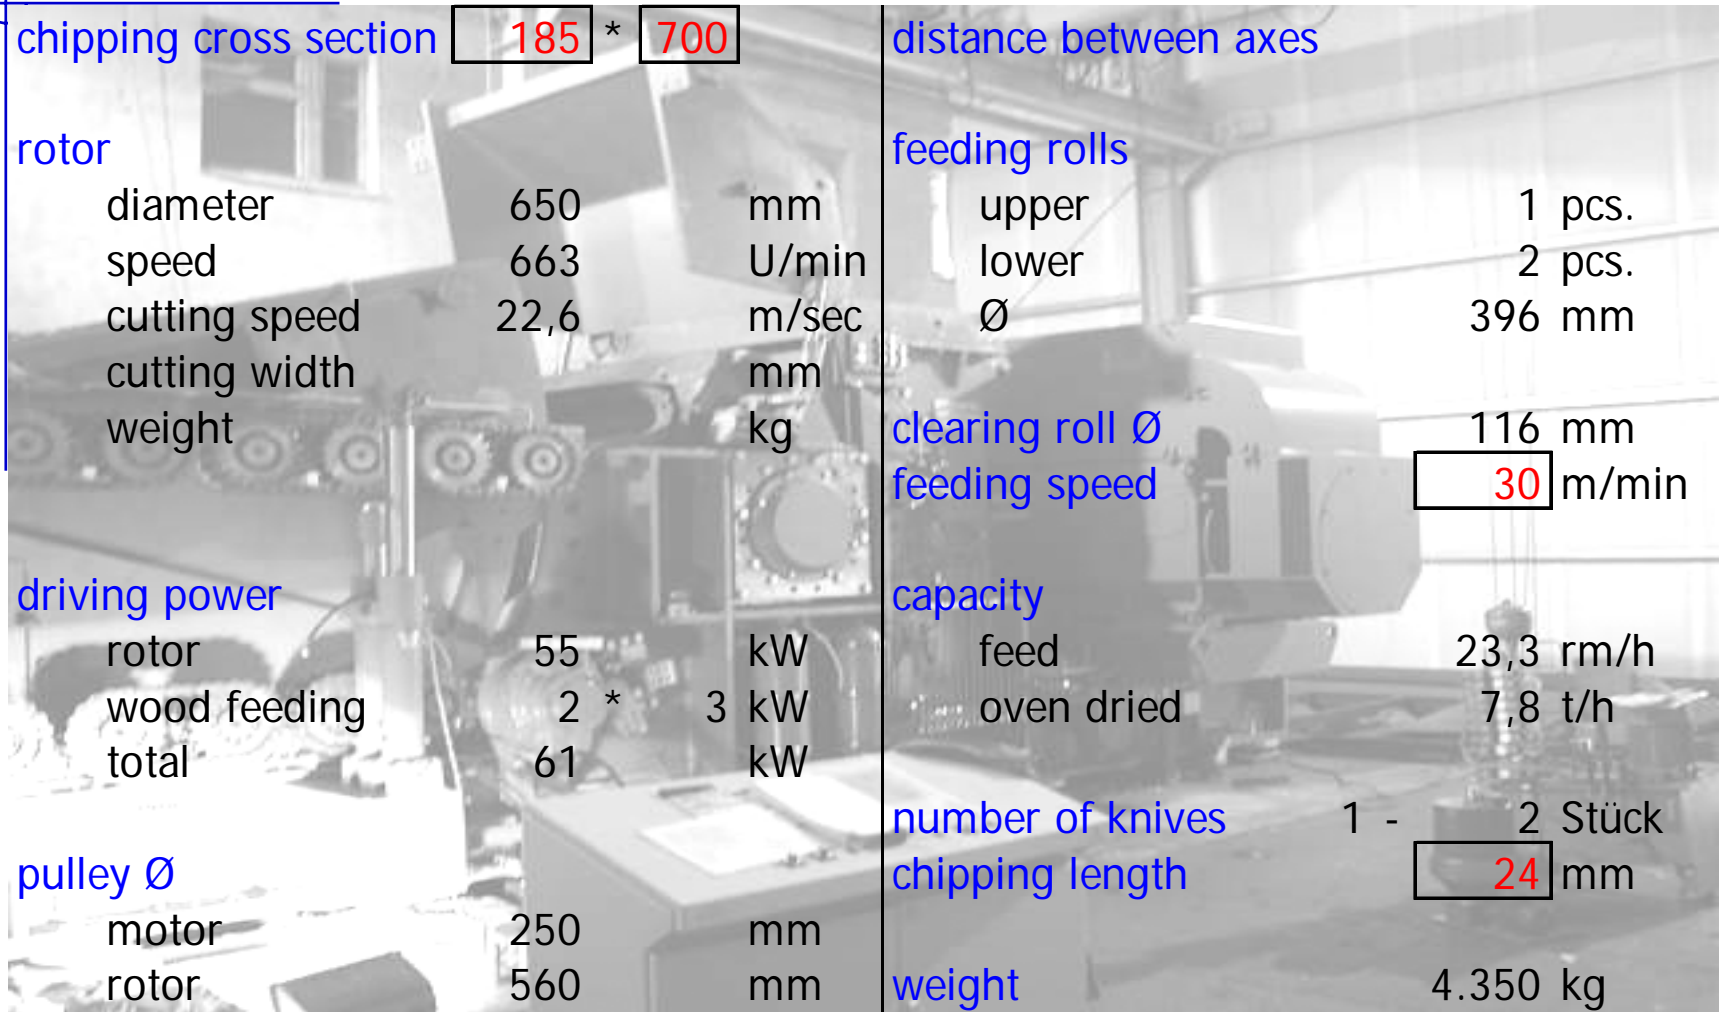 chipping cross section 185 * 700
rotor
diameter 650 mm
speed 663 U/min
cutting speed 22,6 m/sec
cutting width mm
weight kg
driving power
rotor 55 kW
wood feeding 2 * 3 kW
total 61 kW
pulley Ø
motor 250 mm
rotor 560 mm
distance between axes
feeding rolls
upper 1 pcs.
lower 2 pcs.
Ø 396 mm
clearing roll Ø 116 mm
feeding speed 30 m/min
capacity
feed 23,3 rm/h
oven dried 7,8 t/h
number of knives 1 - 2 Stück
chipping length 24 mm
weight 4.350 kg